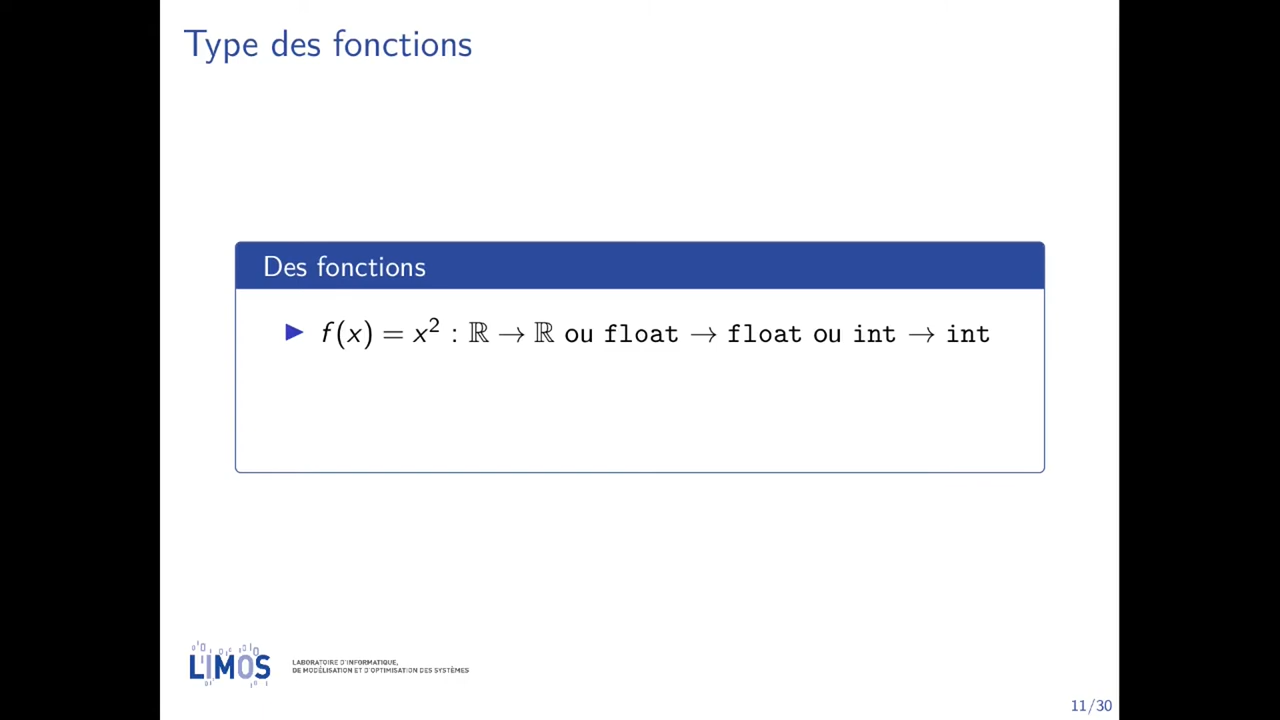 Type des fonctions
Des fonctions
▶ f(x) = x² : ℝ → ℝ ou float → float ou int → int
LIMOS
LABORATOIRE D'INFORMATIQUE,
DE MODÉLISATION ET D'OPTIMISATION DES SYSTÈMES
11/30